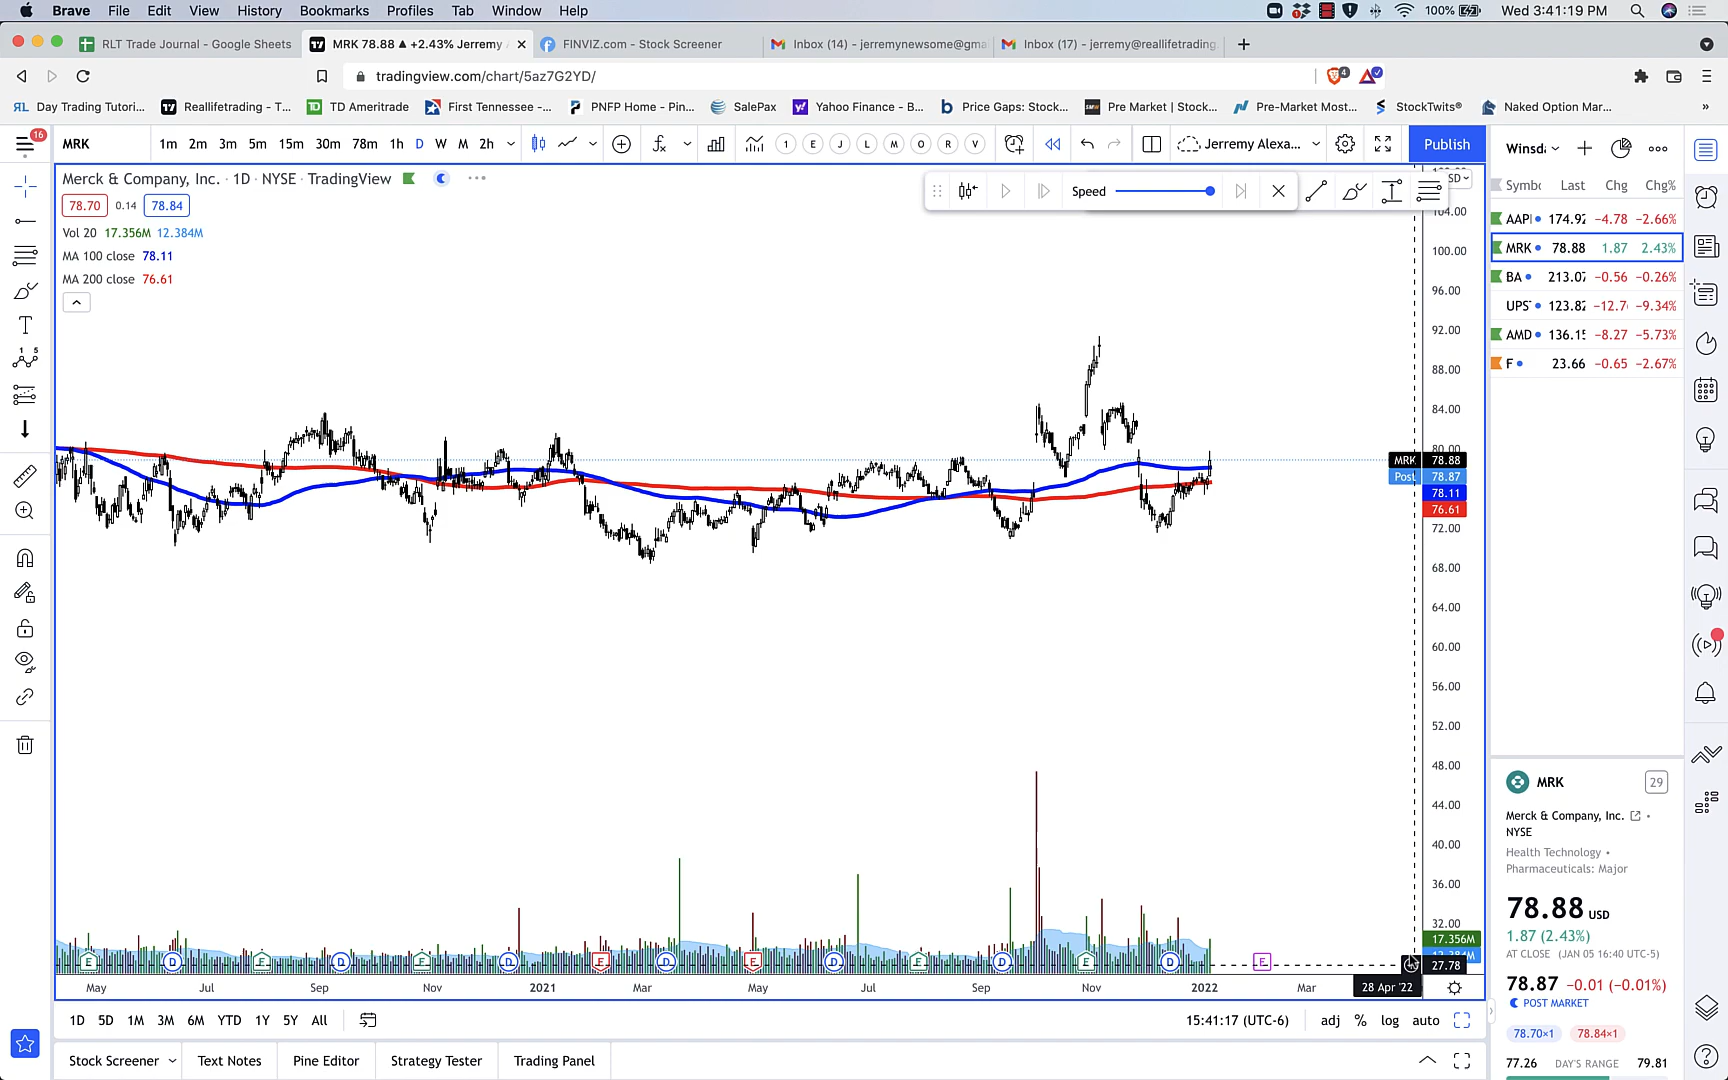 Brave File Edit View History Bookmarks Profiles Tab Window Help 100% Wed 3:41:19 PM
RLT Trade Journal - Google Sheets MRK 78.88 ▲ +2.43% Jerremy FINVIZ.com - Stock Screener Inbox (14) - jerremynewsome@gma Inbox (17) - jerremy@reallifetrading.
tradingview.com/chart/5az7G2YD/ 4
RL Day Trading Tutori... Reallifetrading - T... TD Ameritrade First Tennessee -... PNFP Home - Pin... SalePax Yahoo Finance - B... Price Gaps: Stock... Pre Market | Stock... Pre-Market Most... StockTwits® Naked Option Mar... »
16 MRK 1m 2m 3m 5m 15m 30m 78m 1h D W M 2h 1 E J L M O R V Jerremy Alexa... Publish
Winsda
Merck & Company, Inc. · 1D · NYSE · TradingView
Speed
78.70 0.14 78.84
Vol 20 17.356M 12.384M
MA 100 close 78.11
MA 200 close 76.61
Last Chg Chg%
AAPL 174.92 -4.78 -2.66%
MRK 78.88 1.87 2.43%
BA 213.07 -0.56 -0.26%
UPS 123.82 -12.7 -9.34%
AMD 136.15 -8.27 -5.73%
F 23.66 -0.65 -2.67%
104.00
100.00
96.00
92.00
88.00
84.00
80.00
MRK 78.88
Post 78.87
78.11
76.61
72.00
68.00
64.00
60.00
56.00
52.00
48.00
44.00
40.00
36.00
32.00
17.356M
12.384M
27.78
E D E D E D E D E D E D E D E
May Jul Sep Nov 2021 Mar May Jul Sep Nov 2022 Mar 28 Apr '22
1D 5D 1M 3M 6M YTD 1Y 5Y All 15:41:17 (UTC-6) adj % log auto
Stock Screener Text Notes Pine Editor Strategy Tester Trading Panel
MRK 29
Merck & Company, Inc. •
NYSE
Health Technology •
Pharmaceuticals: Major
78.88 USD
1.87 (2.43%)
AT CLOSE (JAN 05 16:40 UTC-5)
78.87 -0.01 (-0.01%)
POST MARKET
78.70×1 78.84×1
77.26 DAY'S RANGE 79.81